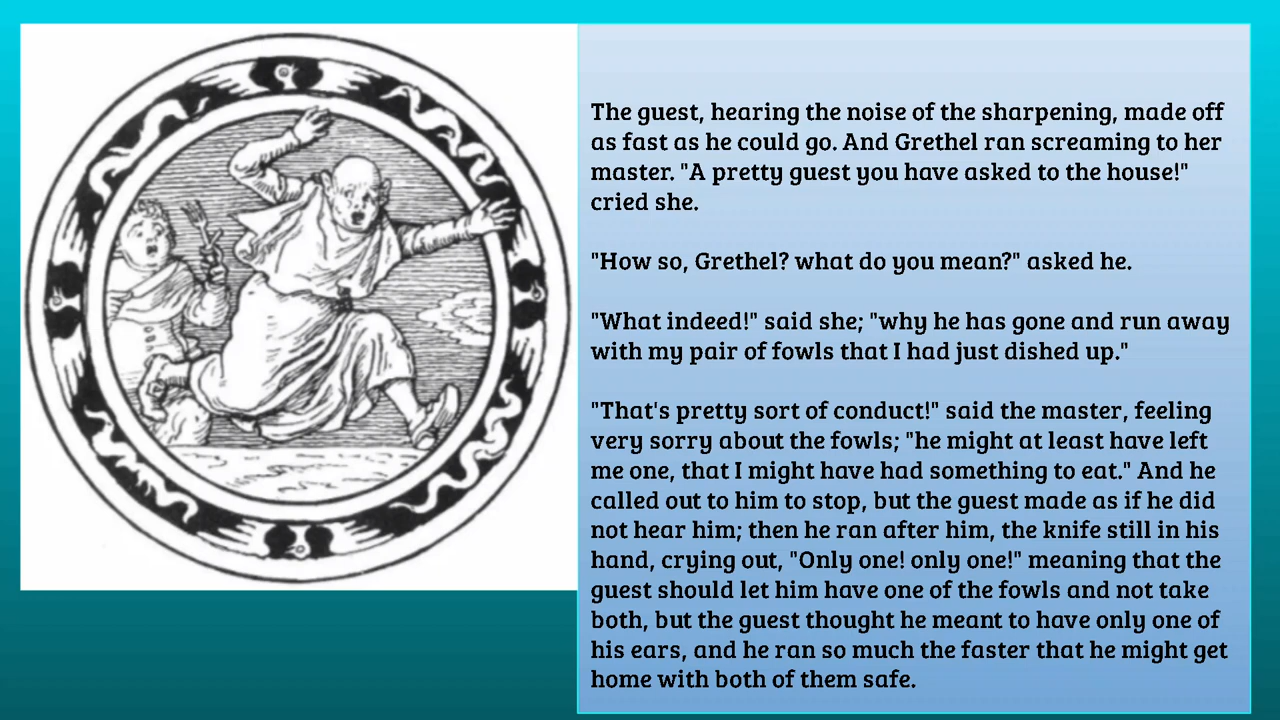 The guest, hearing the noise of the sharpening, made off
as fast as he could go. And Grethel ran screaming to her
master. "A pretty guest you have asked to the house!"
cried she.
"How so, Grethel? what do you mean?" asked he.
"What indeed!" said she; "why he has gone and run away
with my pair of fowls that I had just dished up."
"That's pretty sort of conduct!" said the master, feeling
very sorry about the fowls; "he might at least have left
me one, that I might have had something to eat." And he
called out to him to stop, but the guest made as if he did
not hear him; then he ran after him, the knife still in his
hand, crying out, "Only one! only one!" meaning that the
guest should let him have one of the fowls and not take
both, but the guest thought he meant to have only one of
his ears, and he ran so much the faster that he might get
home with both of them safe.